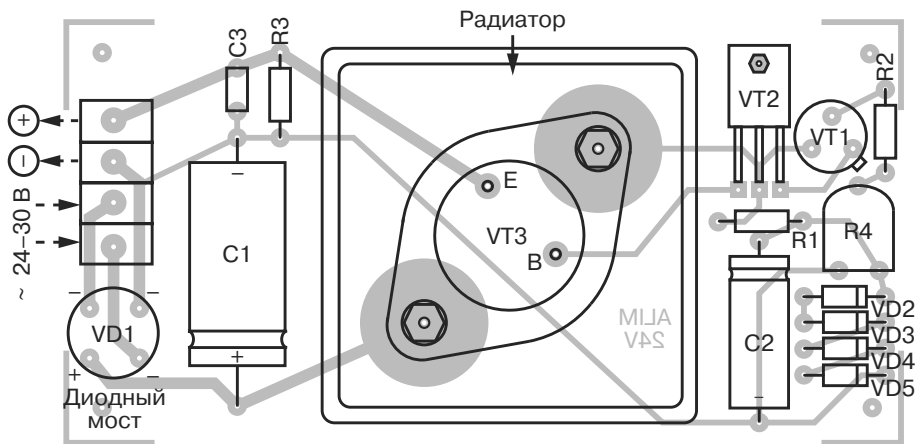 Радиатор
C3
R3
R2
VT2
VT1
+
−
~ 24–30 В
−
E
VT3
B
C1
R1
R4
−
−
VD1
+
−
Диодный
мост
+
ALIM
24V
C2
−
VD2
VD3
VD4
VD5